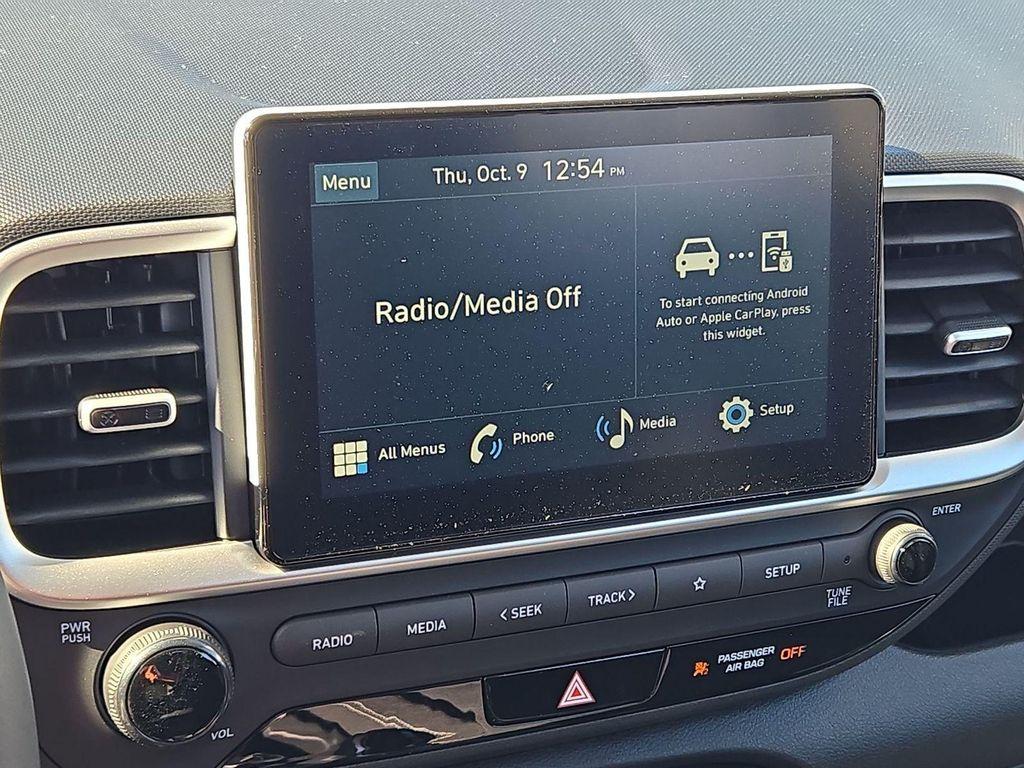 Menu
Thu, Oct. 9 12:54 PM
Radio/Media Off
To start connecting Android
Auto or Apple CarPlay, press
this widget.
All Menus
Phone
Media
Setup
PWR
PUSH
VOL
RADIO
MEDIA
< SEEK
TRACK >
SETUP
TUNE
FILE
ENTER
PASSENGER
AIR BAG
OFF